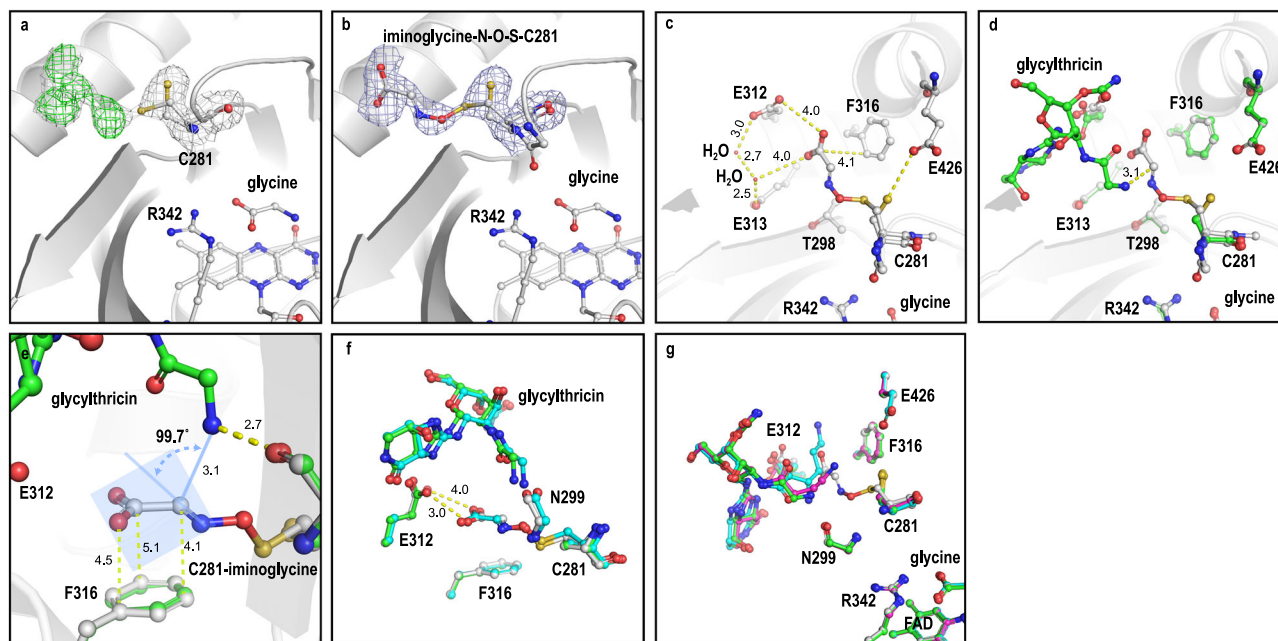 a
C281
glycine
R342
b
iminoglycine-N-O-S-C281
glycine
R342
c
E312
4.0
F316
3.0
H2O
2.7
4.0
4.1
H2O
E426
2.5
E313
T298
C281
R342
glycine
d
glycylthricin
F316
E426
3.1
E313
T298
C281
R342
glycine
e
glycylthricin
2.7
99.7°
3.1
E312
4.5
5.1
4.1
C281-iminoglycine
F316
f
glycylthricin
4.0
N299
3.0
E312
C281
F316
g
E426
E312
F316
C281
N299
glycine
R342
FAD